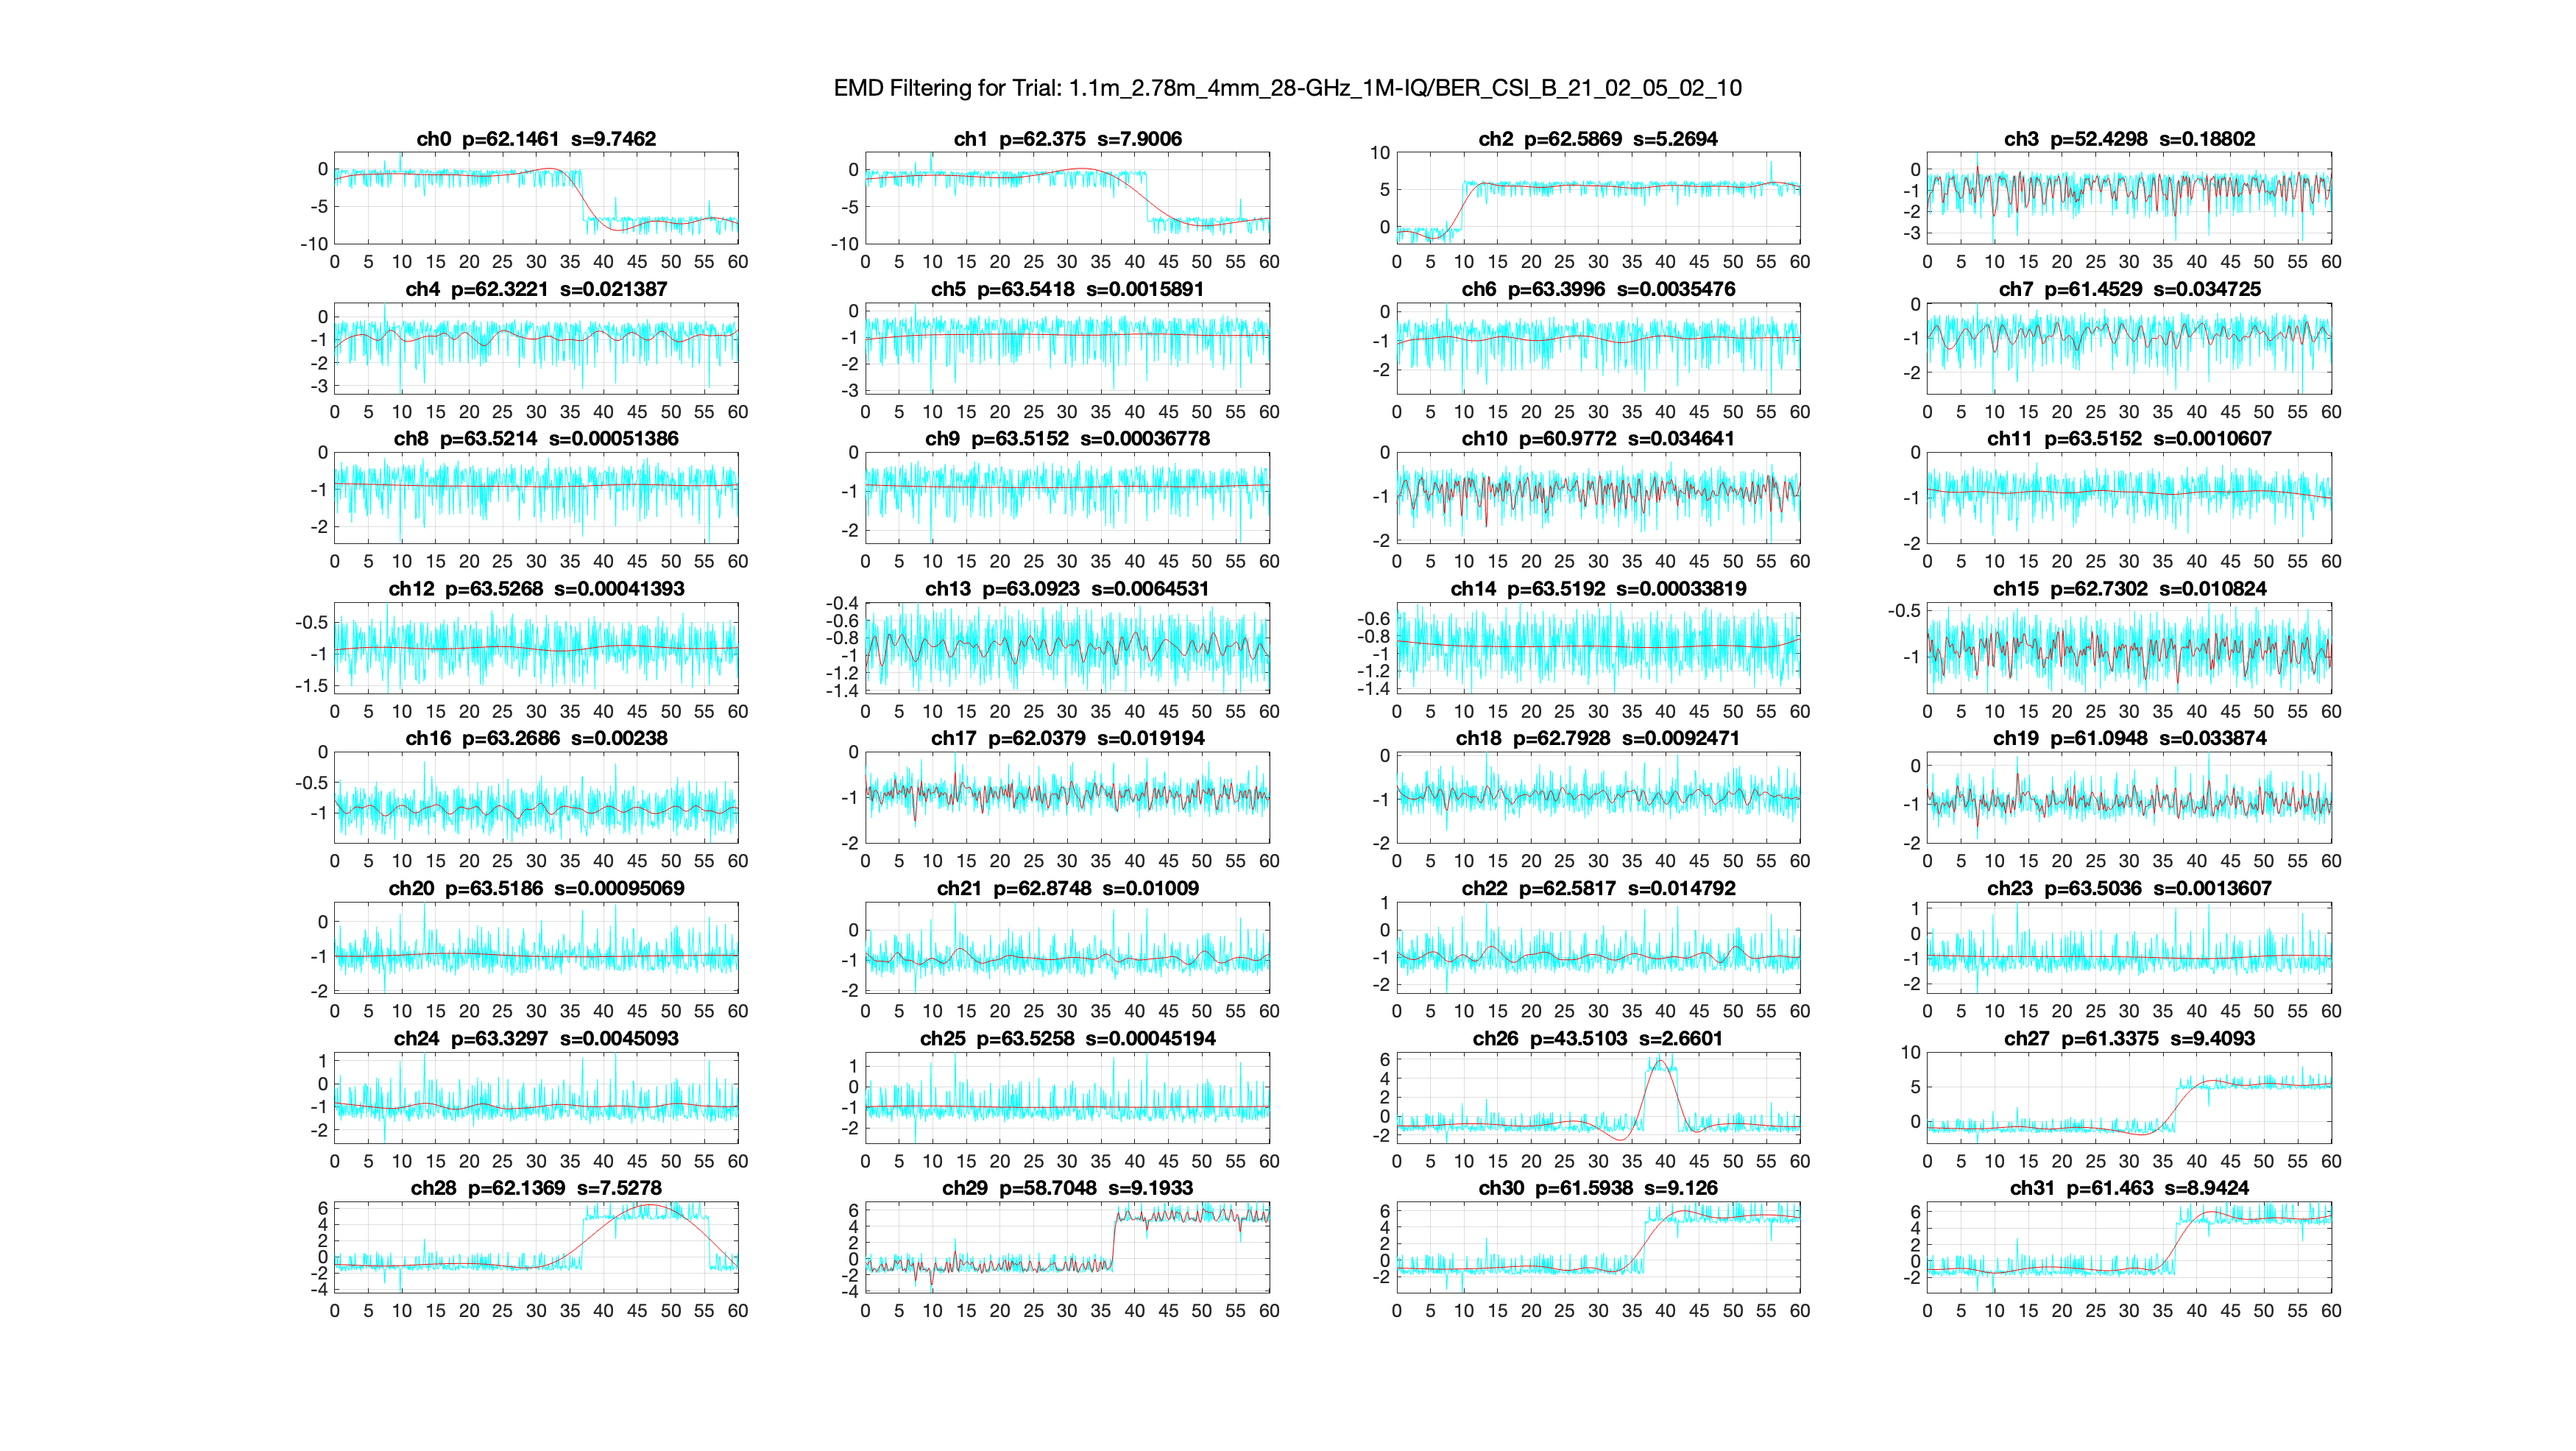 EMD Filtering for Trial: 1.1m_2.78m_4mm_28-GHz_1M-IQ/BER_CSI_B_21_02_05_02_10
ch0 p=62.1461 s=9.7462
0
-5
-10
0 5 10 15 20 25 30 35 40 45 50 55 60
ch1 p=62.375 s=7.9006
0
-5
-10
0 5 10 15 20 25 30 35 40 45 50 55 60
ch2 p=62.5869 s=5.2694
10
5
0
0 5 10 15 20 25 30 35 40 45 50 55 60
ch3 p=52.4298 s=0.18802
0
-1
-2
-3
0 5 10 15 20 25 30 35 40 45 50 55 60
ch4 p=62.3221 s=0.021387
0
-1
-2
-3
0 5 10 15 20 25 30 35 40 45 50 55 60
ch5 p=63.5418 s=0.0015891
0
-1
-2
-3
0 5 10 15 20 25 30 35 40 45 50 55 60
ch6 p=63.3996 s=0.0035476
0
-1
-2
0 5 10 15 20 25 30 35 40 45 50 55 60
ch7 p=61.4529 s=0.034725
0
-1
-2
0 5 10 15 20 25 30 35 40 45 50 55 60
ch8 p=63.5214 s=0.00051386
0
-1
-2
0 5 10 15 20 25 30 35 40 45 50 55 60
ch9 p=63.5152 s=0.00036778
0
-1
-2
0 5 10 15 20 25 30 35 40 45 50 55 60
ch10 p=60.9772 s=0.034641
0
-1
-2
0 5 10 15 20 25 30 35 40 45 50 55 60
ch11 p=63.5152 s=0.0010607
0
-1
-2
0 5 10 15 20 25 30 35 40 45 50 55 60
ch12 p=63.5268 s=0.00041393
-0.5
-1
-1.5
0 5 10 15 20 25 30 35 40 45 50 55 60
ch13 p=63.0923 s=0.0064531
-0.4
-0.6
-0.8
-1
-1.2
-1.4
0 5 10 15 20 25 30 35 40 45 50 55 60
ch14 p=63.5192 s=0.00033819
-0.6
-0.8
-1
-1.2
-1.4
0 5 10 15 20 25 30 35 40 45 50 55 60
ch15 p=62.7302 s=0.010824
-0.5
-1
0 5 10 15 20 25 30 35 40 45 50 55 60
ch16 p=63.2686 s=0.00238
0
-0.5
-1
0 5 10 15 20 25 30 35 40 45 50 55 60
ch17 p=62.0379 s=0.019194
0
-1
-2
0 5 10 15 20 25 30 35 40 45 50 55 60
ch18 p=62.7928 s=0.0092471
0
-1
-2
0 5 10 15 20 25 30 35 40 45 50 55 60
ch19 p=61.0948 s=0.033874
0
-1
-2
0 5 10 15 20 25 30 35 40 45 50 55 60
ch20 p=63.5186 s=0.00095069
0
-1
-2
0 5 10 15 20 25 30 35 40 45 50 55 60
ch21 p=62.8748 s=0.01009
0
-1
-2
0 5 10 15 20 25 30 35 40 45 50 55 60
ch22 p=62.5817 s=0.014792
1
0
-1
-2
0 5 10 15 20 25 30 35 40 45 50 55 60
ch23 p=63.5036 s=0.0013607
1
0
-1
-2
0 5 10 15 20 25 30 35 40 45 50 55 60
ch24 p=63.3297 s=0.0045093
1
0
-1
-2
0 5 10 15 20 25 30 35 40 45 50 55 60
ch25 p=63.5258 s=0.00045194
1
0
-1
-2
0 5 10 15 20 25 30 35 40 45 50 55 60
ch26 p=43.5103 s=2.6601
6
4
2
0
-2
0 5 10 15 20 25 30 35 40 45 50 55 60
ch27 p=61.3375 s=9.4093
10
5
0
0 5 10 15 20 25 30 35 40 45 50 55 60
ch28 p=62.1369 s=7.5278
6
4
2
0
-2
-4
0 5 10 15 20 25 30 35 40 45 50 55 60
ch29 p=58.7048 s=9.1933
6
4
2
0
-2
-4
0 5 10 15 20 25 30 35 40 45 50 55 60
ch30 p=61.5938 s=9.126
6
4
2
0
-2
0 5 10 15 20 25 30 35 40 45 50 55 60
ch31 p=61.463 s=8.9424
6
4
2
0
-2
0 5 10 15 20 25 30 35 40 45 50 55 60